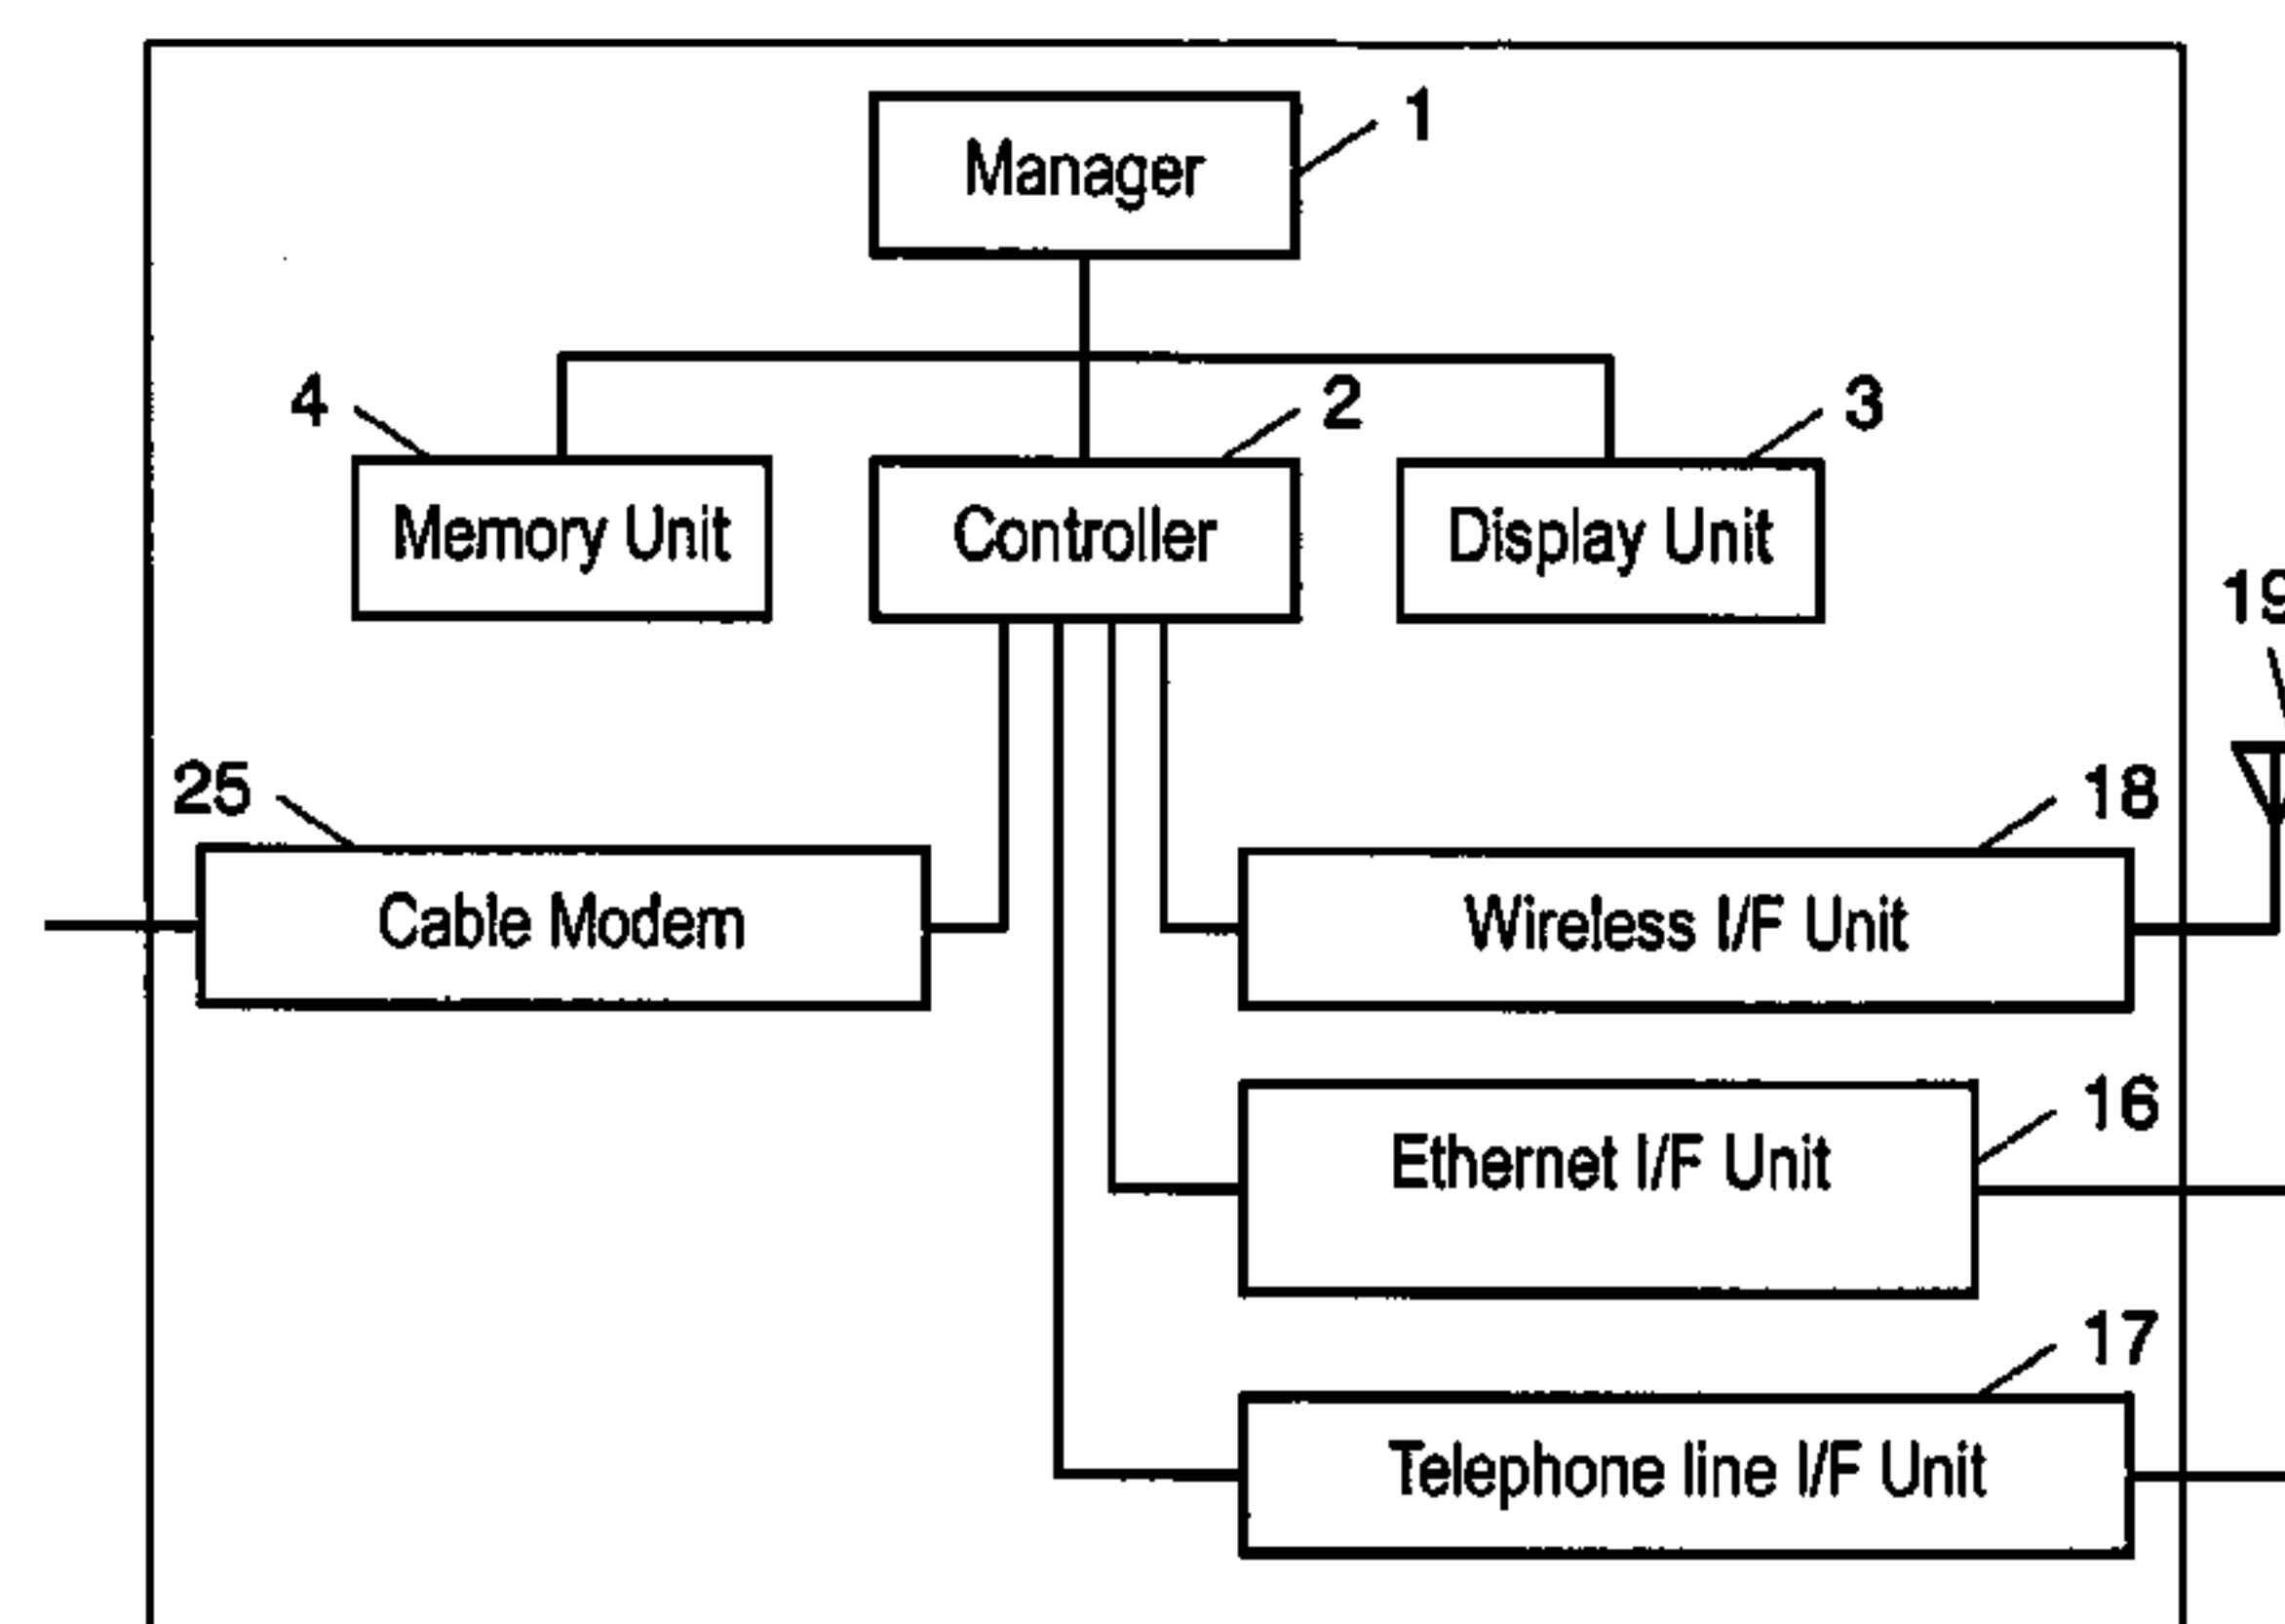 1
Manager
4
2
3
Memory Unit
Controller
Display Unit
19
25
18
Cable Modem
Wireless I/F Unit
16
Ethernet I/F Unit
17
Telephone line I/F Unit